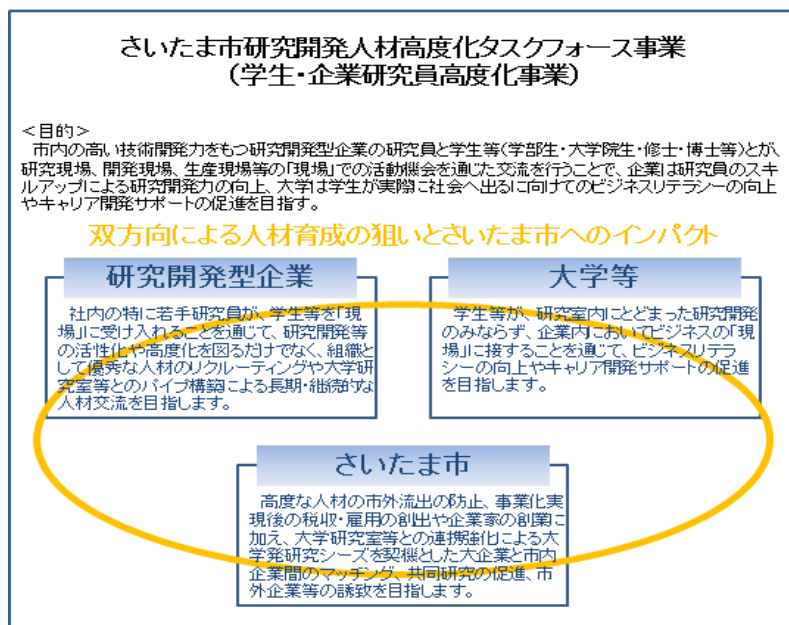 さいたま市研究開発人材高度化タスクフォース事業
（学生・企業研究員高度化事業）
＜目的＞
市内の高い技術開発力をもつ研究開発型企業の研究員と学生等（学部生・大学院生・修士・博士等）とが、
研究現場、開発現場、生産現場等の「現場」での活動機会を通じた交流を行うことで、企業は研究員のスキ
ルアップによる研究開発力の向上、大学は学生が実際に社会へ出るに向けてのビジネスリテラシーの向上
やキャリア開発サポートの促進を目指す。
双方向による人材育成の狙いとさいたま市へのインパクト
研究開発型企業
社内の特に若手研究員が、学生等を「現
場」に受け入れることを通じて、研究開発等
の活性化や高度化を図るだけでなく、組織と
して優秀な人材のリクルーティングや大学研
究室等とのパイプ構築による長期・継続的な
人材交流を目指します。
大学等
学生等が、研究室内にとどまった研究開発
のみならず、企業内においてビジネスの「現
場」に接することを通じて、ビジネスリテラ
シーの向上やキャリア開発サポートの促進
を目指します。
さいたま市
高度な人材の市外流出の防止、事業化実
現後の税収・雇用の創出や企業家の創業に
加え、大学研究室等との連携強化による大
学発研究シーズを契機とした大企業と市内
企業間のマッチング、共同研究の促進、市
外企業等の誘致を目指します。